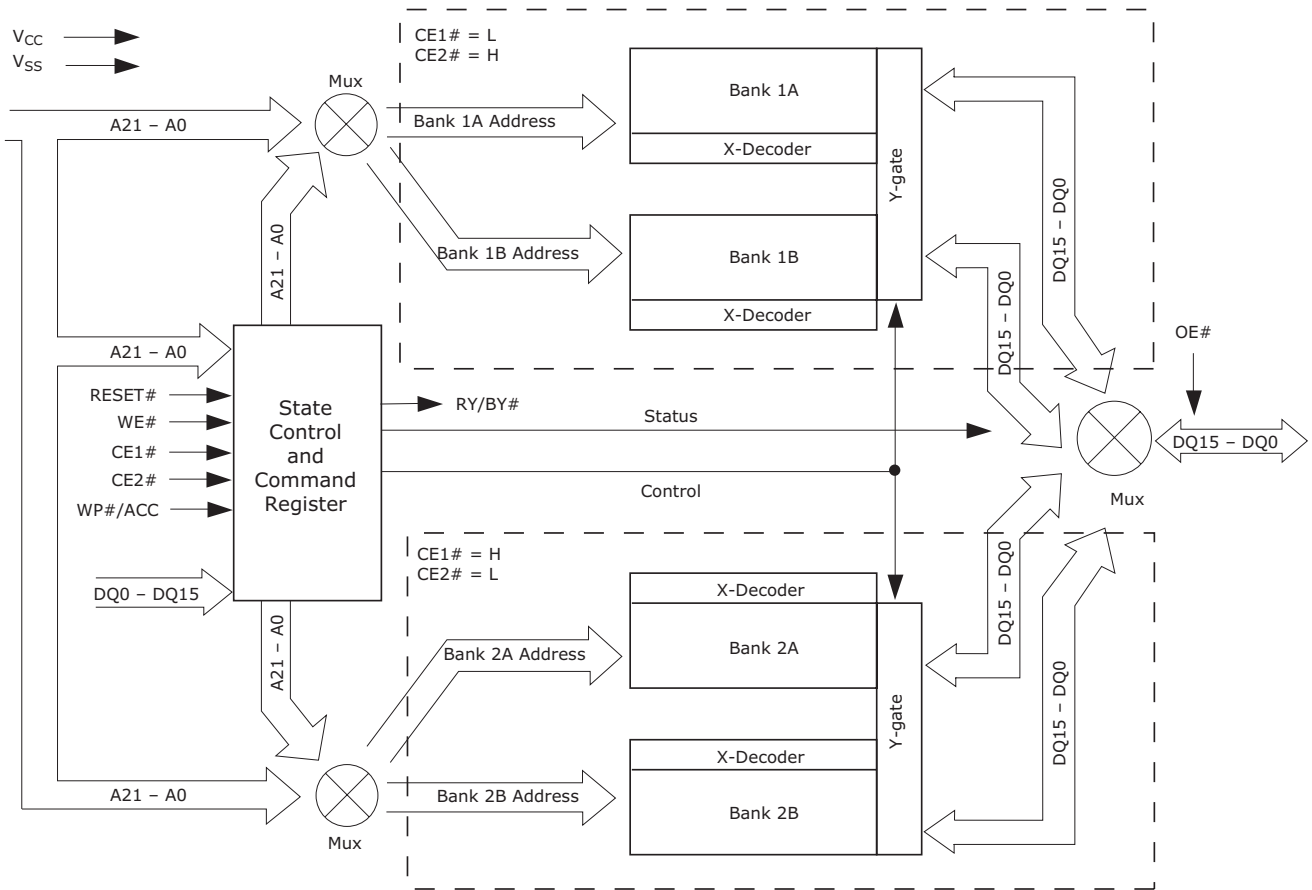 VCC
VSS
Mux
A21 – A0
Bank 1A Address
Bank 1B Address
A21 – A0
CE1# = L
CE2# = H
Bank 1A
X-Decoder
Bank 1B
X-Decoder
Y-gate
DQ15 – DQ0
DQ15 – DQ0
A21 – A0
RESET#
WE#
CE1#
CE2#
WP#/ACC
DQ0 – DQ15
State
Control
and
Command
Register
RY/BY#
Status
Control
OE#
DQ15 – DQ0
Mux
CE1# = H
CE2# = L
A21 – A0
Bank 2A Address
X-Decoder
Bank 2A
X-Decoder
Bank 2B
Y-gate
DQ15 – DQ0
DQ15 – DQ0
A21 – A0
Bank 2B Address
Mux